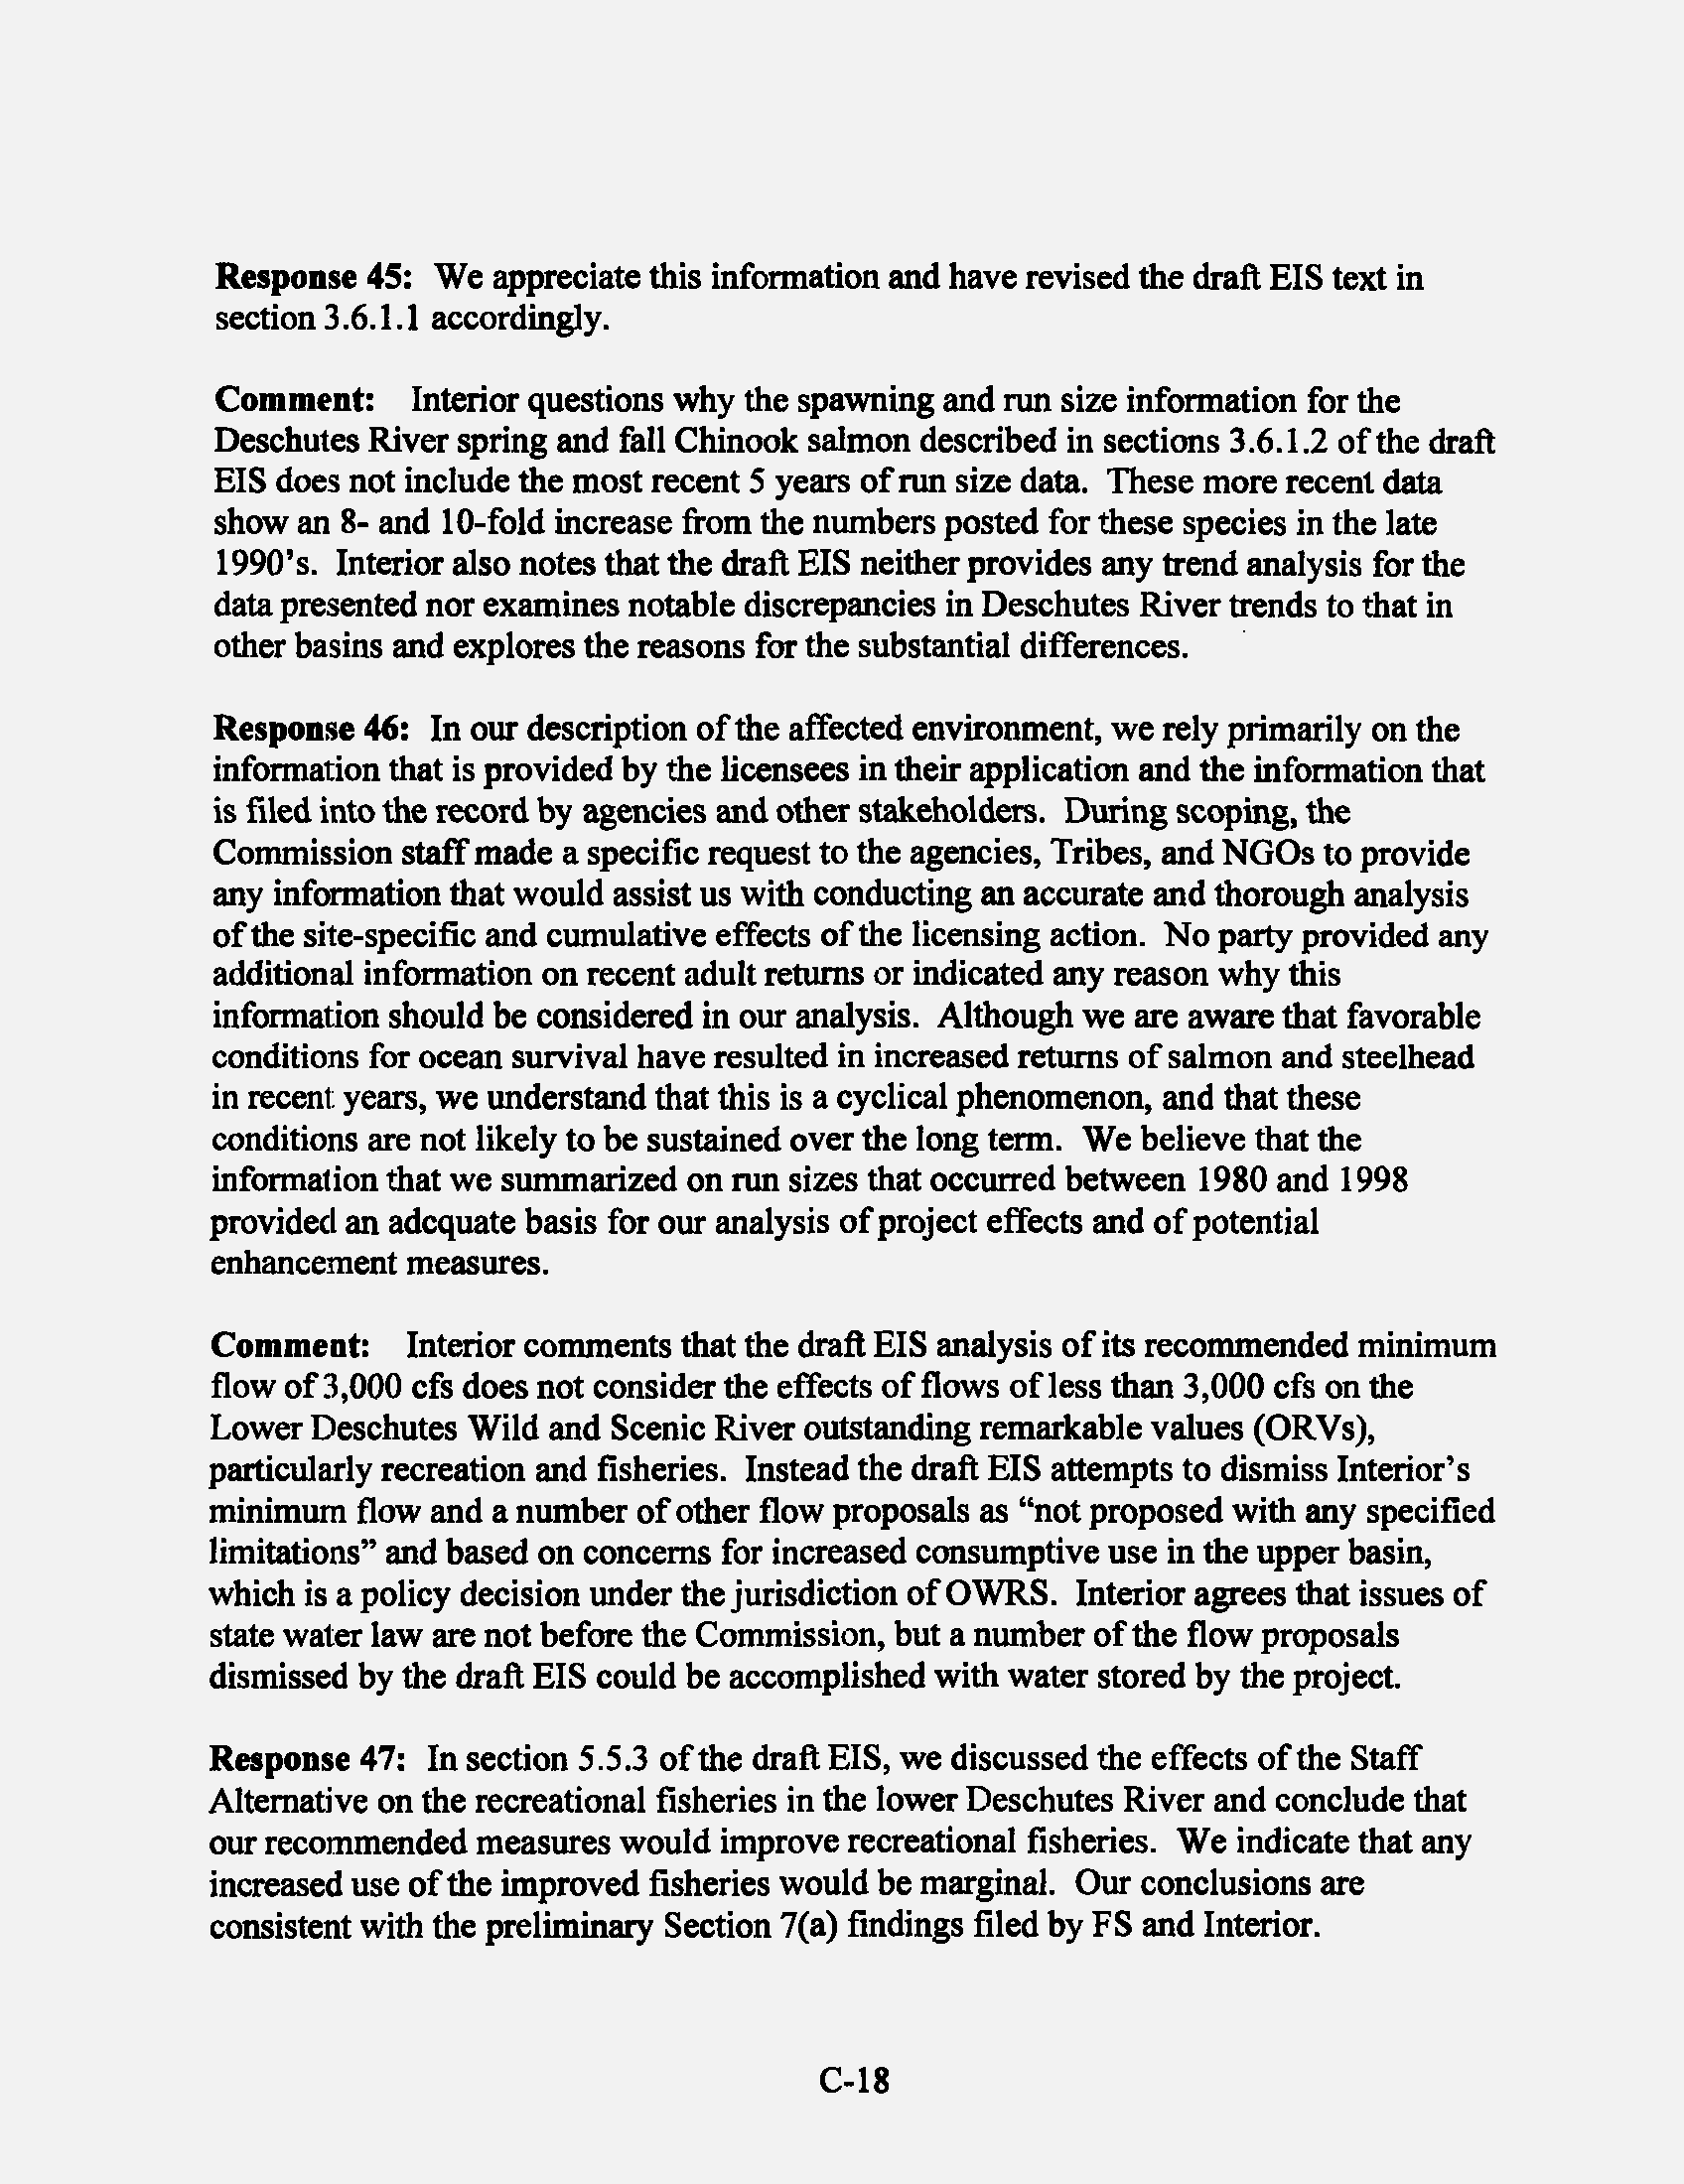 Response 45: We appreciate this information and have revised the draft EIS text in
section 3.6.1.1 accordingly.
Comment: Interior questions why the spawning and run size information for the
Deschutes River spring and fall Chinook salmon described in sections 3.6.1.2 of the draft
EIS does not include the most recent 5 years of run size data. These more recent data
show an 8- and 10-fold increase from the numbers posted for these species in the late
1990's. Interior also notes that the draft EIS neither provides any trend analysis for the
data presented nor examines notable discrepancies in Deschutes River trends to that in
other basins and explores the reasons for the substantial differences.
Response 46: In our description of the affected environment, we rely primarily on the
information that is provided by the licensees in their application and the information that
is filed into the record by agencies and other stakeholders. During scoping, the
Commission staff made a specific request to the agencies, Tribes, and NGOs to provide
any information that would assist us with conducting an accurate and thorough analysis
of the site-specific and cumulative effects of the licensing action. No party provided any
additional information on recent adult returns or indicated any reason why this
information should be considered in our analysis. Although we are aware that favorable
conditions for ocean survival have resulted in increased returns of salmon and steelhead
in recent years, we understand that this is a cyclical phenomenon, and that these
conditions are not likely to be sustained over the long term. We believe that the
information that we summarized on run sizes that occurred between 1980 and 1998
provided an adequate basis for our analysis of project effects and of potential
enhancement measures.
Comment: Interior comments that the draft EIS analysis of its recommended minimum
flow of 3,000 cfs does not consider the effects of flows of less than 3,000 cfs on the
Lower Deschutes Wild and Scenic River outstanding remarkable values (ORVs),
particularly recreation and fisheries. Instead the draft EIS attempts to dismiss Interior's
minimum flow and a number of other flow proposals as “not proposed with any specified
limitations” and based on concerns for increased consumptive use in the upper basin,
which is a policy decision under the jurisdiction of OWRS. Interior agrees that issues of
state water law are not before the Commission, but a number of the flow proposals
dismissed by the draft EIS could be accomplished with water stored by the project.
Response 47: In section 5.5.3 of the draft EIS, we discussed the effects of the Staff
Alternative on the recreational fisheries in the lower Deschutes River and conclude that
our recommended measures would improve recreational fisheries. We indicate that any
increased use of the improved fisheries would be marginal. Our conclusions are
consistent with the preliminary Section 7(a) findings filed by FS and Interior.
C-18